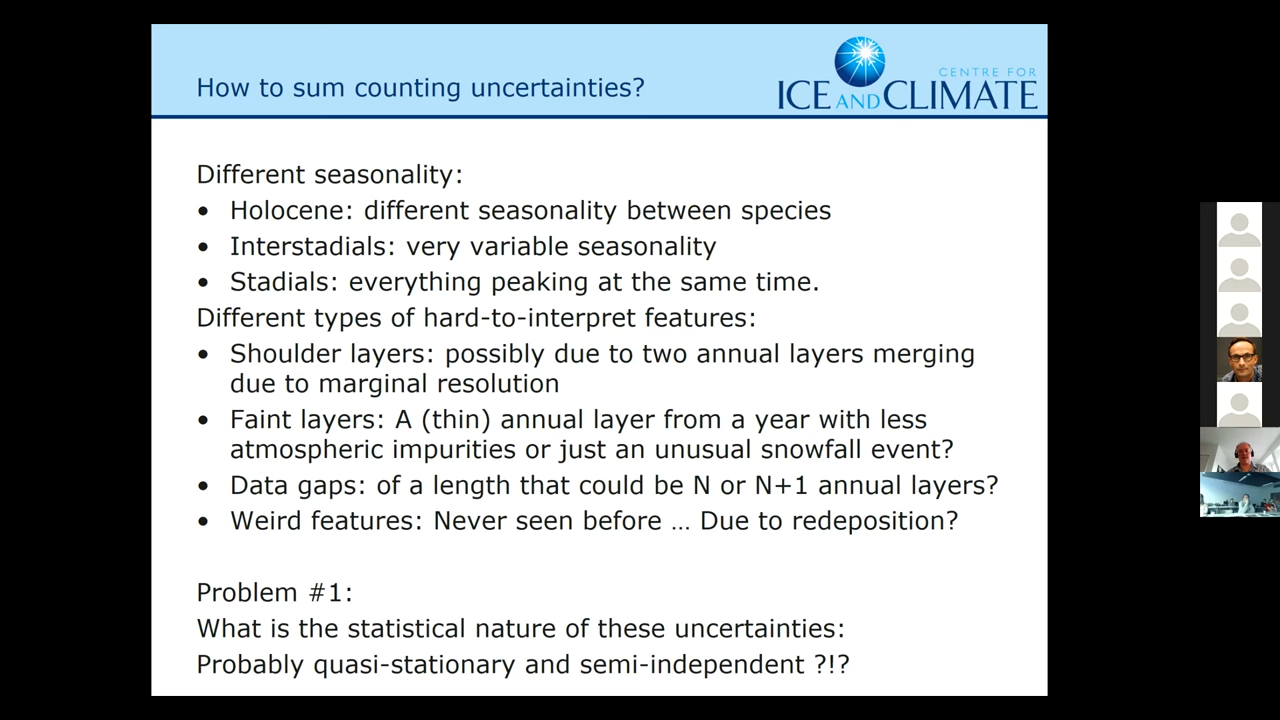 How to sum counting uncertainties?
CENTRE FOR
ICE AND CLIMATE
Different seasonality:
• Holocene: different seasonality between species
• Interstadials: very variable seasonality
• Stadials: everything peaking at the same time.
Different types of hard-to-interpret features:
• Shoulder layers: possibly due to two annual layers merging
due to marginal resolution
• Faint layers: A (thin) annual layer from a year with less
atmospheric impurities or just an unusual snowfall event?
• Data gaps: of a length that could be N or N+1 annual layers?
• Weird features: Never seen before … Due to redeposition?
Problem #1:
What is the statistical nature of these uncertainties:
Probably quasi-stationary and semi-independent ?!?